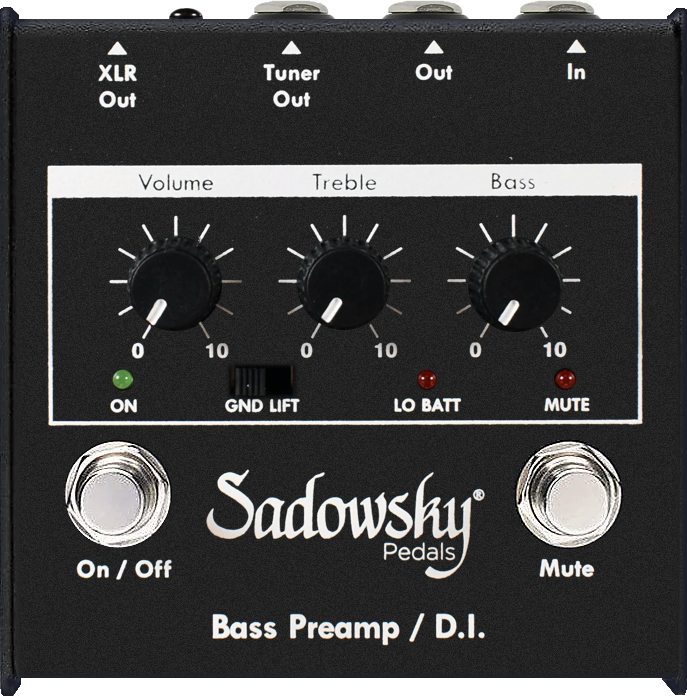 XLR Out
Tuner Out
Out
In
Volume
Treble
Bass
0 10
0 10
0 10
ON
GND LIFT
LO BATT
MUTE
Sadowsky®
Pedals
On / Off
Mute
Bass Preamp / D.I.